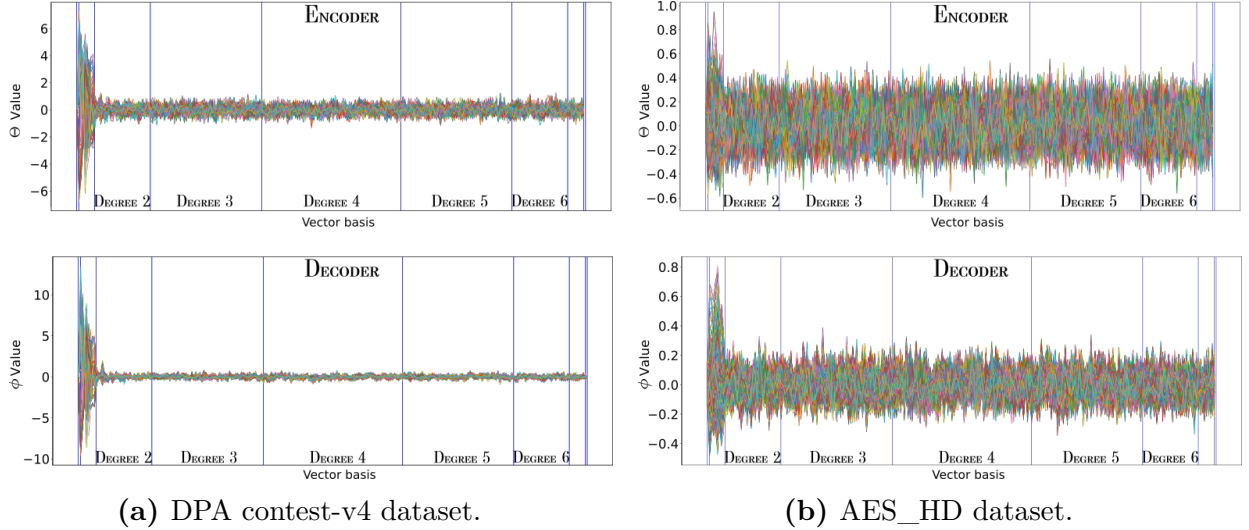 ENCODER
6
4
2
0
−2
−4
−6
Θ Value
DEGREE 2 DEGREE 3 DEGREE 4 DEGREE 5 DEGREE 6
Vector basis
DECODER
10
5
0
−5
−10
ϕ Value
DEGREE 2 DEGREE 3 DEGREE 4 DEGREE 5 DEGREE 6
Vector basis
(a) DPA contest-v4 dataset.
ENCODER
1.0
0.8
0.6
0.4
0.2
0.0
−0.2
−0.4
−0.6
Θ Value
DEGREE 2 DEGREE 3 DEGREE 4 DEGREE 5 DEGREE 6
Vector basis
DECODER
0.8
0.6
0.4
0.2
0.0
−0.2
−0.4
ϕ Value
DEGREE 2 DEGREE 3 DEGREE 4 DEGREE 5 DEGREE 6
Vector basis
(b) AES_HD dataset.